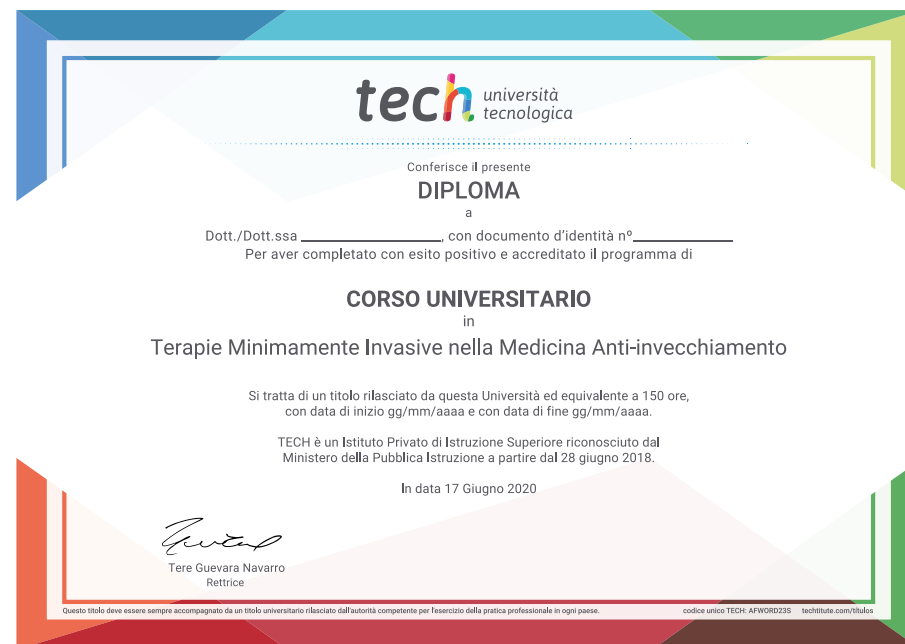 tech università
tecnologica
Conferisce il presente
DIPLOMA
a
Dott./Dott.ssa ____________________, con documento d'identità nº______________
Per aver completato con esito positivo e accreditato il programma di
CORSO UNIVERSITARIO
in
Terapie Minimamente Invasive nella Medicina Anti-invecchiamento
Si tratta di un titolo rilasciato da questa Università ed equivalente a 150 ore,
con data di inizio gg/mm/aaaa e con data di fine gg/mm/aaaa.
TECH è un Istituto Privato di Istruzione Superiore riconosciuto dal
Ministero della Pubblica Istruzione a partire dal 28 giugno 2018.
In data 17 Giugno 2020
Tere Guevara Navarro
Rettrice
Questo titolo deve essere sempre accompagnato da un titolo universitario rilasciato dall'autorità competente per l'esercizio della pratica professionale in ogni paese. codice unico TECH: AFWORD23S techtitute.com/titulos